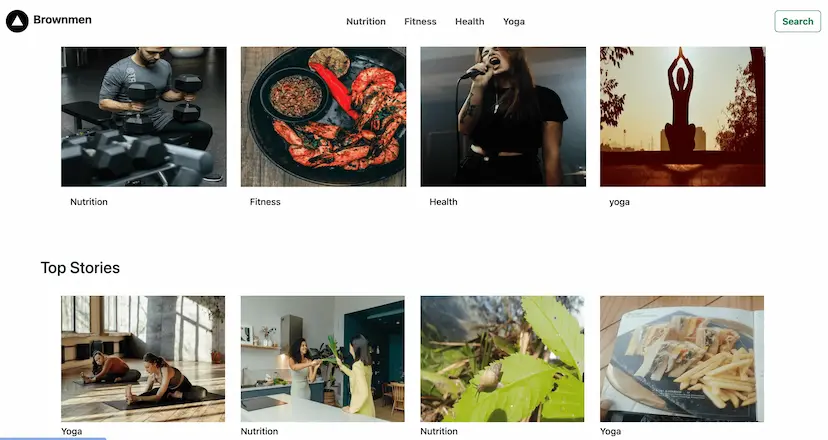 Brownmen
Nutrition Fitness Health Yoga
Search
Nutrition Fitness Health yoga
Top Stories
Yoga Nutrition Nutrition Yoga